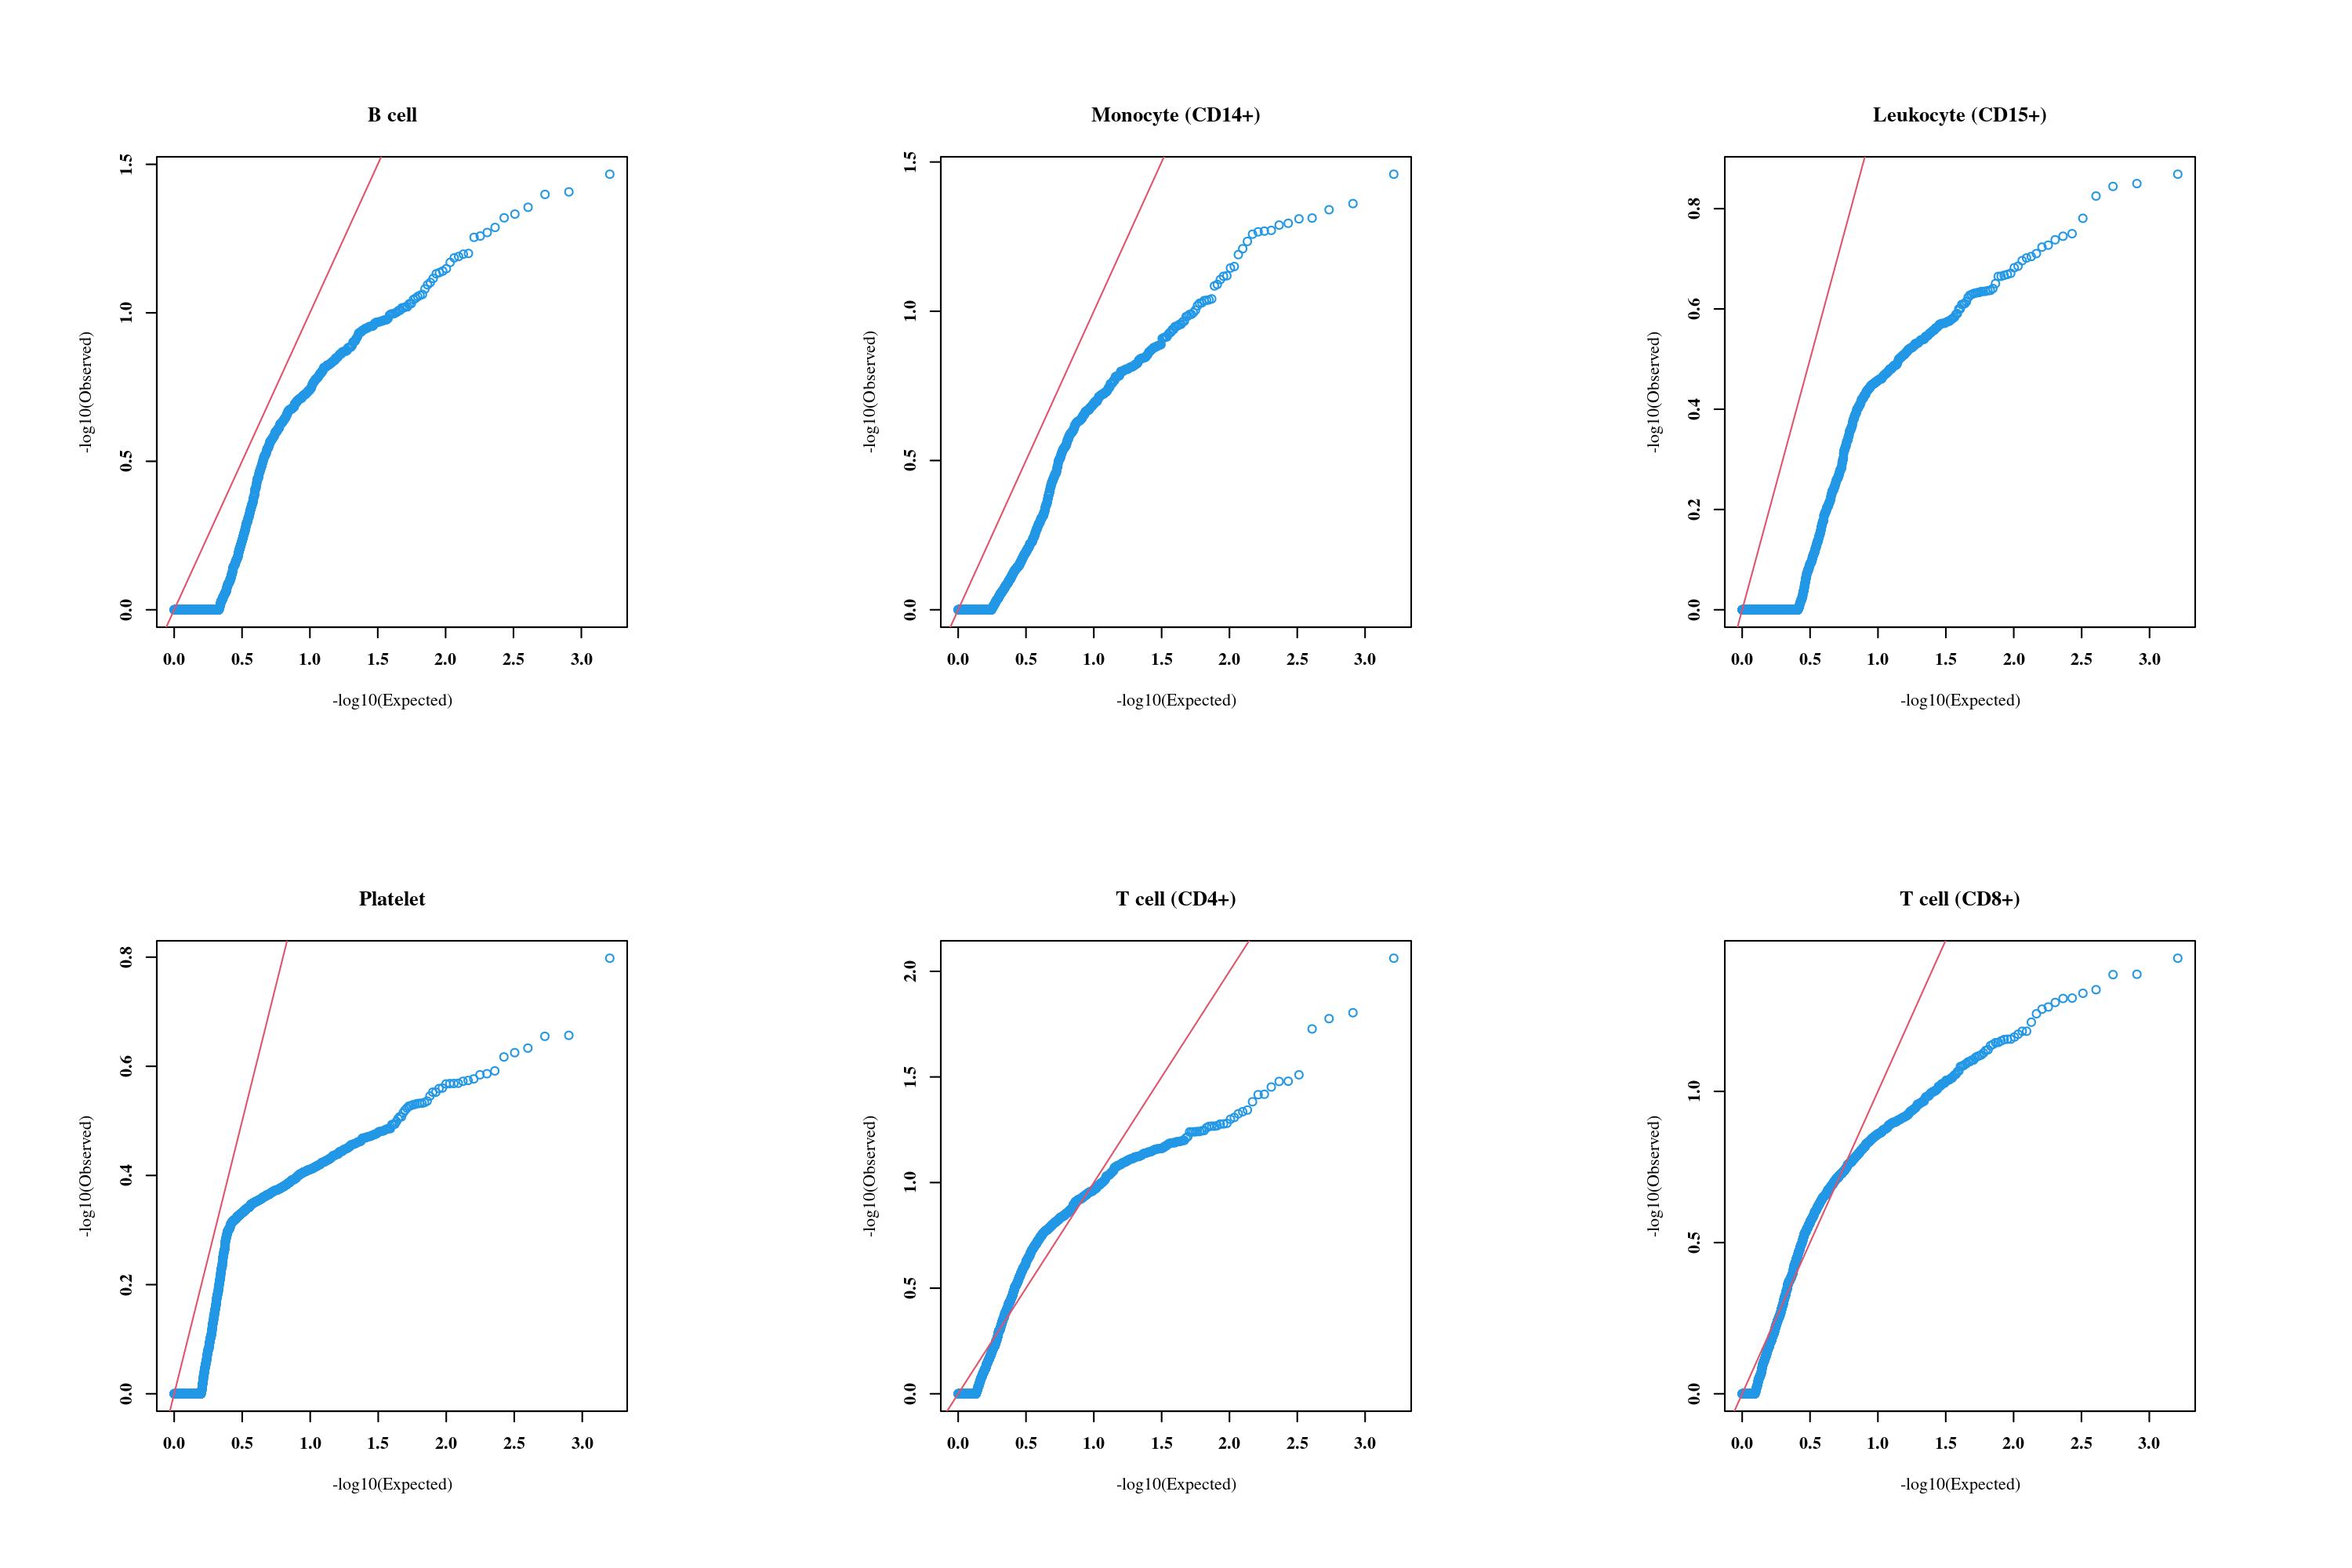 B cell
1.5
1.0
0.5
0.0
-log10(Observed)
0.0 0.5 1.0 1.5 2.0 2.5 3.0
-log10(Expected)
Monocyte (CD14+)
1.5
1.0
0.5
0.0
-log10(Observed)
0.0 0.5 1.0 1.5 2.0 2.5 3.0
-log10(Expected)
Leukocyte (CD15+)
0.8
0.6
0.4
0.2
0.0
-log10(Observed)
0.0 0.5 1.0 1.5 2.0 2.5 3.0
-log10(Expected)
Platelet
0.8
0.6
0.4
0.2
0.0
-log10(Observed)
0.0 0.5 1.0 1.5 2.0 2.5 3.0
-log10(Expected)
T cell (CD4+)
2.0
1.5
1.0
0.5
0.0
-log10(Observed)
0.0 0.5 1.0 1.5 2.0 2.5 3.0
-log10(Expected)
T cell (CD8+)
1.0
0.5
0.0
-log10(Observed)
0.0 0.5 1.0 1.5 2.0 2.5 3.0
-log10(Expected)